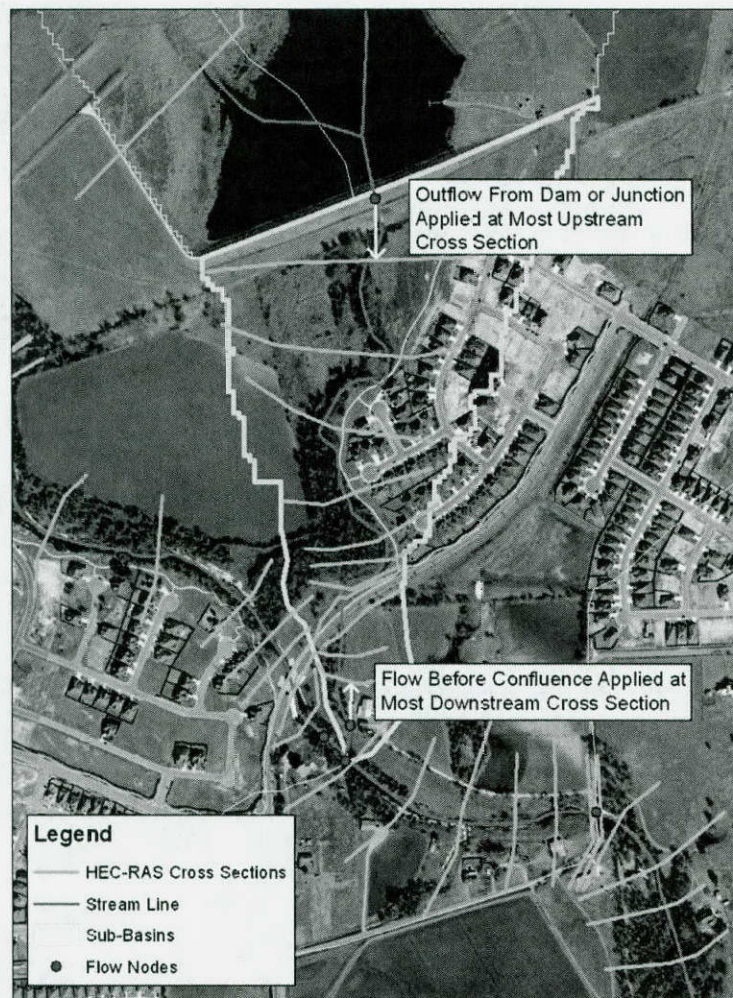 Outflow From Dam or Junction
Applied at Most Upstream
Cross Section
Flow Before Confluence Applied at
Most Downstream Cross Section
Legend
HEC-RAS Cross Sections
Stream Line
Sub-Basins
Flow Nodes